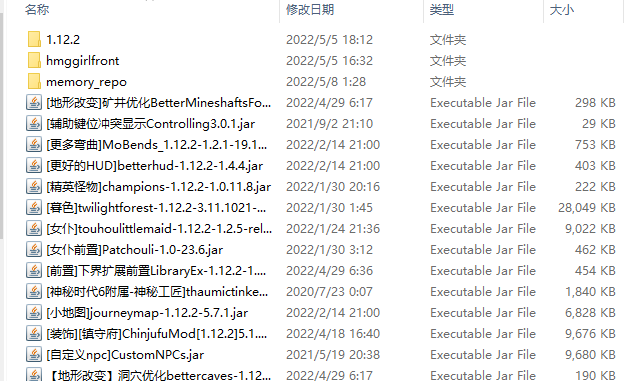 名称 修改日期 类型 大小
1.12.2 2022/5/5 18:12 文件夹
hmggirlfront 2022/5/5 16:32 文件夹
memory_repo 2022/5/8 1:28 文件夹
[地形改变]矿井优化BetterMineshaftsFo... 2022/4/29 6:17 Executable Jar File 298 KB
[辅助键位冲突显示Controlling3.0.1.jar 2021/9/2 21:10 Executable Jar File 29 KB
[更多弯曲]MoBends_1.12.2-1.2.1-19.1... 2022/2/14 21:00 Executable Jar File 753 KB
[更好的HUD]betterhud-1.12.2-1.4.4.jar 2022/2/14 21:00 Executable Jar File 403 KB
[精英怪物]champions-1.12.2-1.0.11.8.jar 2022/1/30 20:16 Executable Jar File 222 KB
[暮色]twilightforest-1.12.2-3.11.1021-... 2022/1/30 1:45 Executable Jar File 28,049 KB
[女仆]touhoulittlemaid-1.12.2-1.2.5-rel... 2022/1/24 21:36 Executable Jar File 9,022 KB
[女仆前置]Patchouli-1.0-23.6.jar 2022/1/30 3:12 Executable Jar File 462 KB
[前置]下界扩展前置LibraryEx-1.12.2-1.... 2022/4/29 6:36 Executable Jar File 454 KB
[神秘时代6附属-神秘工匠]thaumictinke... 2020/7/23 0:07 Executable Jar File 1,840 KB
[小地图]journeymap-1.12.2-5.7.1.jar 2022/2/14 21:00 Executable Jar File 6,828 KB
[装饰][镇守府]ChinjufuMod[1.12.2]5.1.... 2022/4/18 16:40 Executable Jar File 9,676 KB
[自定义npc]CustomNPCs.jar 2021/5/19 20:38 Executable Jar File 9,680 KB
【地形改变】洞穴优化bettercaves-1.12... 2022/4/29 6:17 Executable Jar File 190 KB